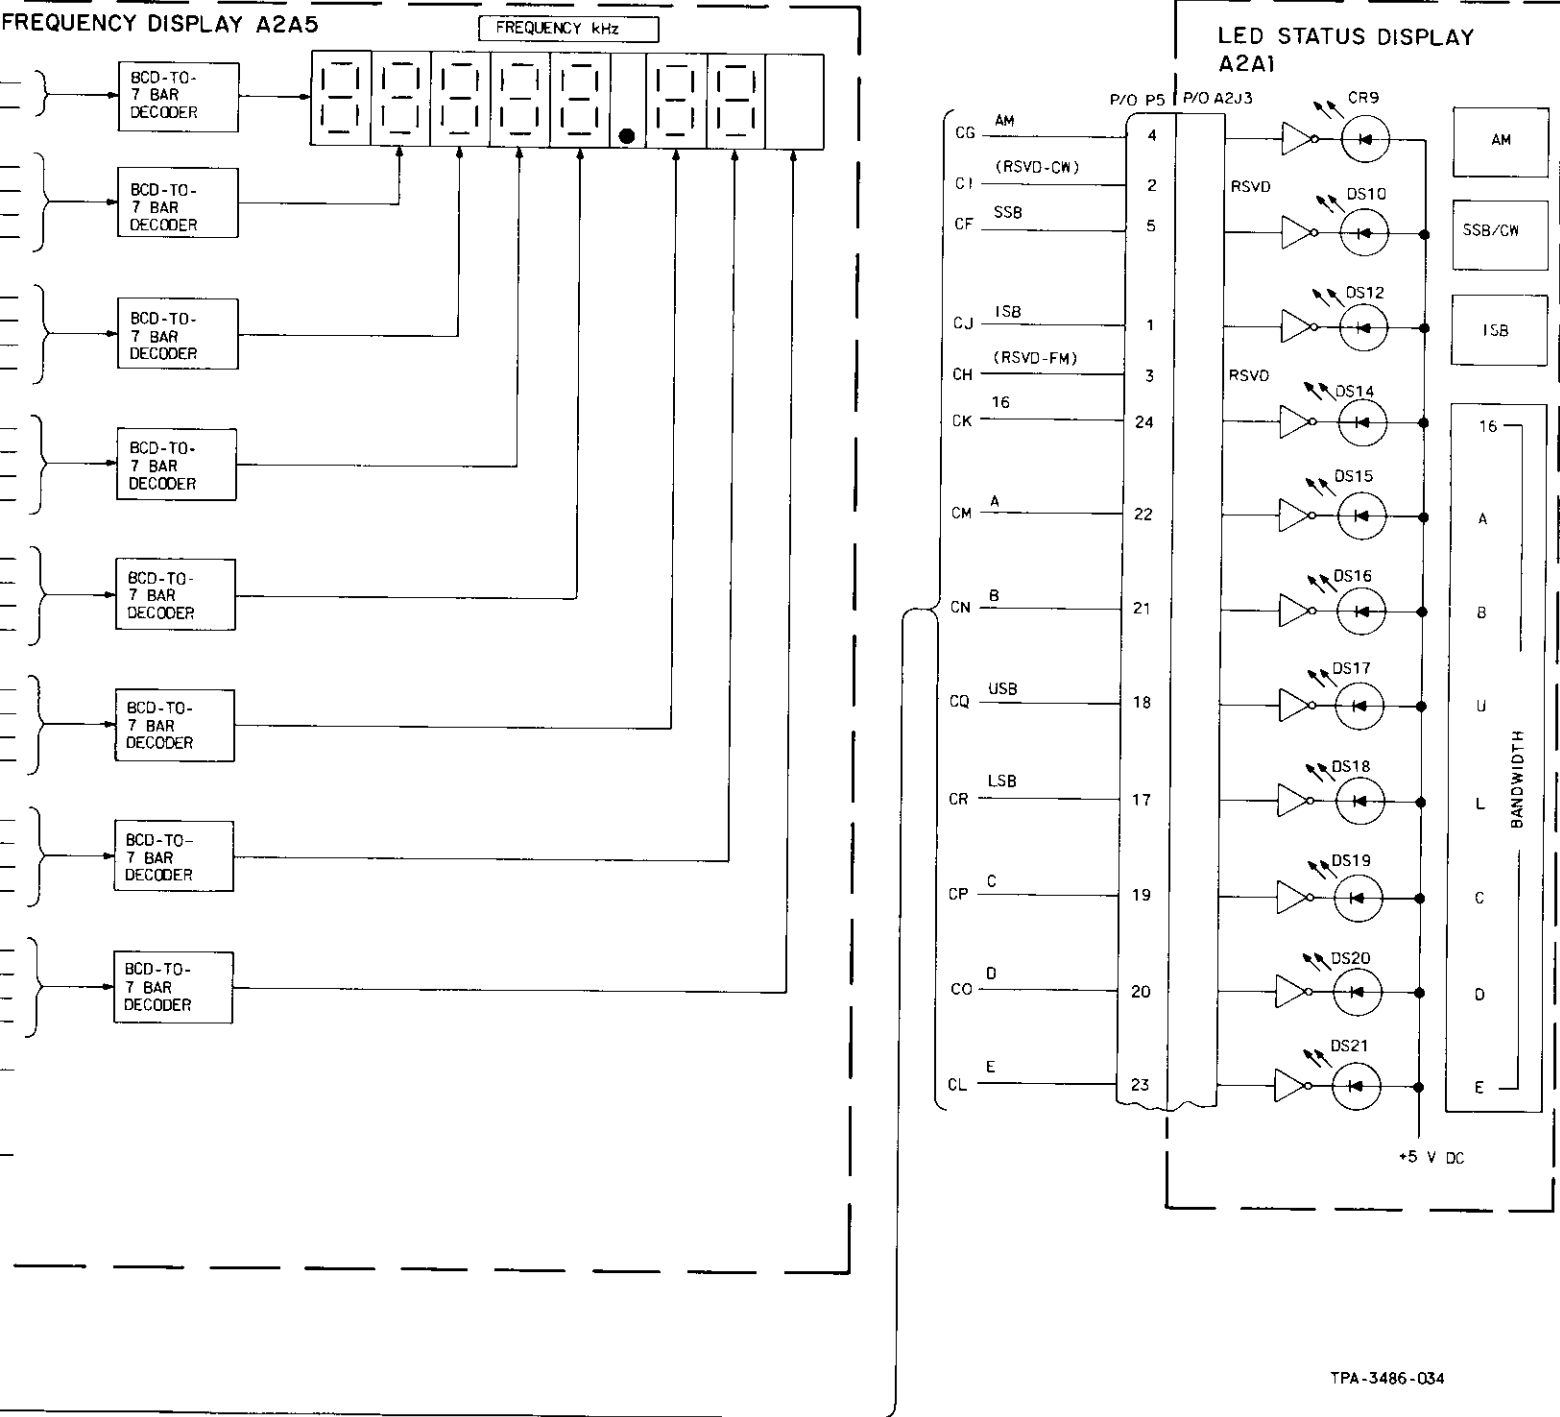 FREQUENCY DISPLAY A2A5
FREQUENCY kHz
BCD-TO-
7 BAR
DECODER
BCD-TO-
7 BAR
DECODER
BCD-TO-
7 BAR
DECODER
BCD-TO-
7 BAR
DECODER
BCD-TO-
7 BAR
DECODER
BCD-TO-
7 BAR
DECODER
BCD-TO-
7 BAR
DECODER
BCD-TO-
7 BAR
DECODER
LED STATUS DISPLAY
A2A1
P/O P5 P/O A2J3
CG AM 4 CR9 AM
CI (RSVD-CW) 2 RSVD
CF SSB 5 DS10 SSB/CW
CJ ISB 1 DS12 ISB
CH (RSVD-FM) 3 RSVD
CK 16 24 DS14 16
CM A 22 DS15 A
CN B 21 DS16 B
CQ USB 18 DS17 U
CR LSB 17 DS18 L
BANDWIDTH
CP C 19 DS19 C
CO D 20 DS20 D
CL E 23 DS21 E
+5 V DC
TPA-3486-034